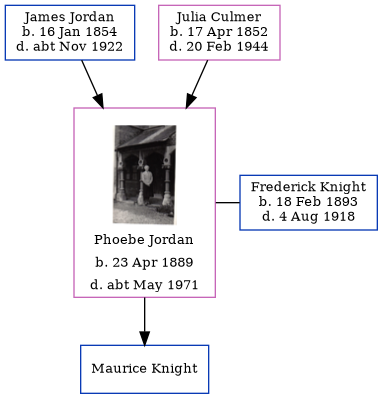 James Jordan
b. 16 Jan 1854
d. abt Nov 1922
Julia Culmer
b. 17 Apr 1852
d. 20 Feb 1944
Phoebe Jordan
b. 23 Apr 1889
d. abt May 1971
Frederick Knight
b. 18 Feb 1893
d. 4 Aug 1918
Maurice Knight